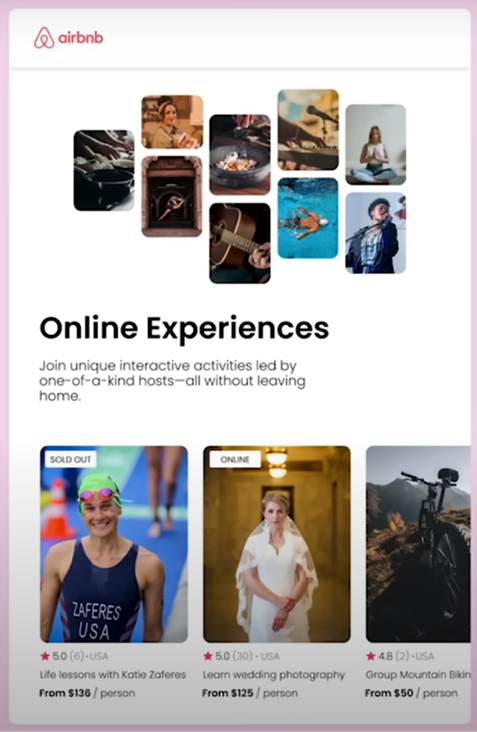 airbnb
Online Experiences
Join unique interactive activities led by
one-of-a-kind hosts—all without leaving
home.
SOLD OUT
ONLINE
ZAFERES
USA
5.0 (6) • USA
5.0 (30) • USA
4.8 (2) • USA
Life lessons with Katie Zaferes
Learn wedding photography
Group Mountain Bikin
From $136 / person
From $125 / person
From $50 / person